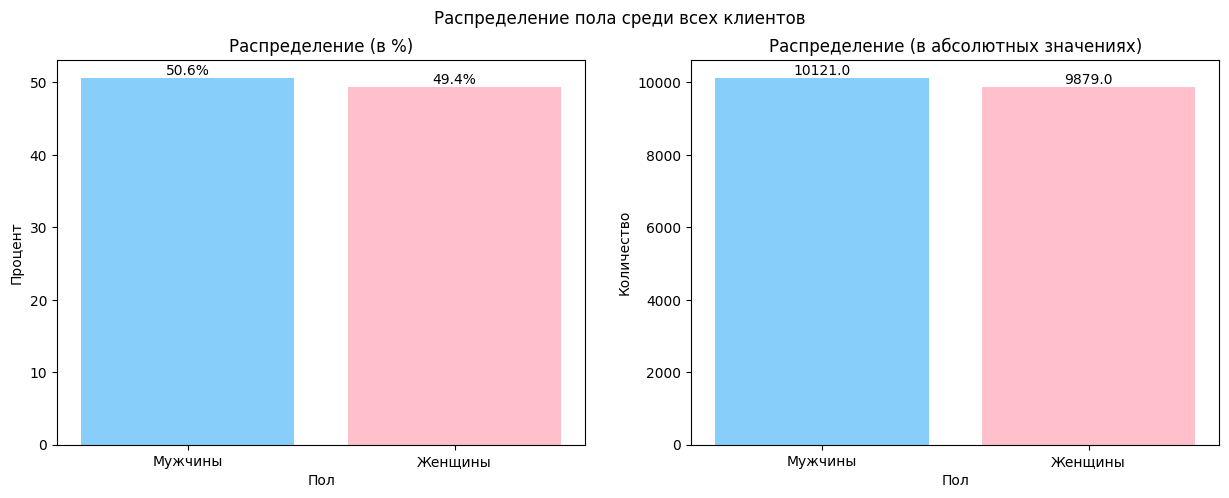 Распределение пола среди всех клиентов
Распределение (в %)
50.6%
49.4%
50
40
30
20
10
0
Процент
Мужчины
Женщины
Пол
Распределение (в абсолютных значениях)
10121.0
9879.0
10000
8000
6000
4000
2000
0
Количество
Мужчины
Женщины
Пол